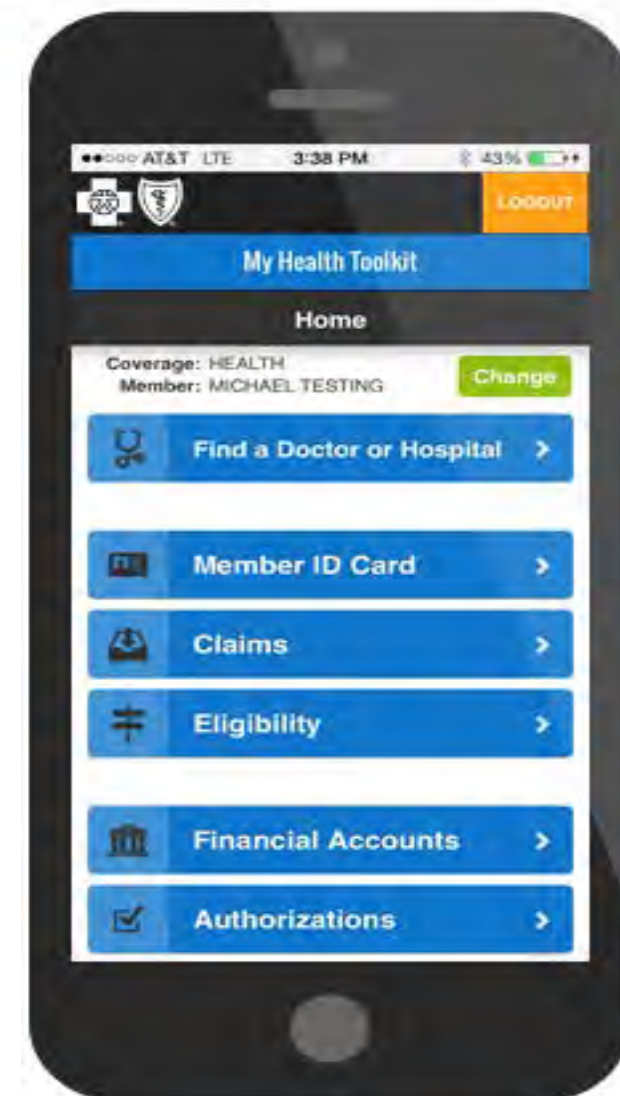 AT&T LTE 3:38 PM 43%
LOGOUT
My Health Toolkit
Home
Coverage: HEALTH
Member: MICHAEL TESTING
Change
Find a Doctor or Hospital
Member ID Card
Claims
Eligibility
Financial Accounts
Authorizations